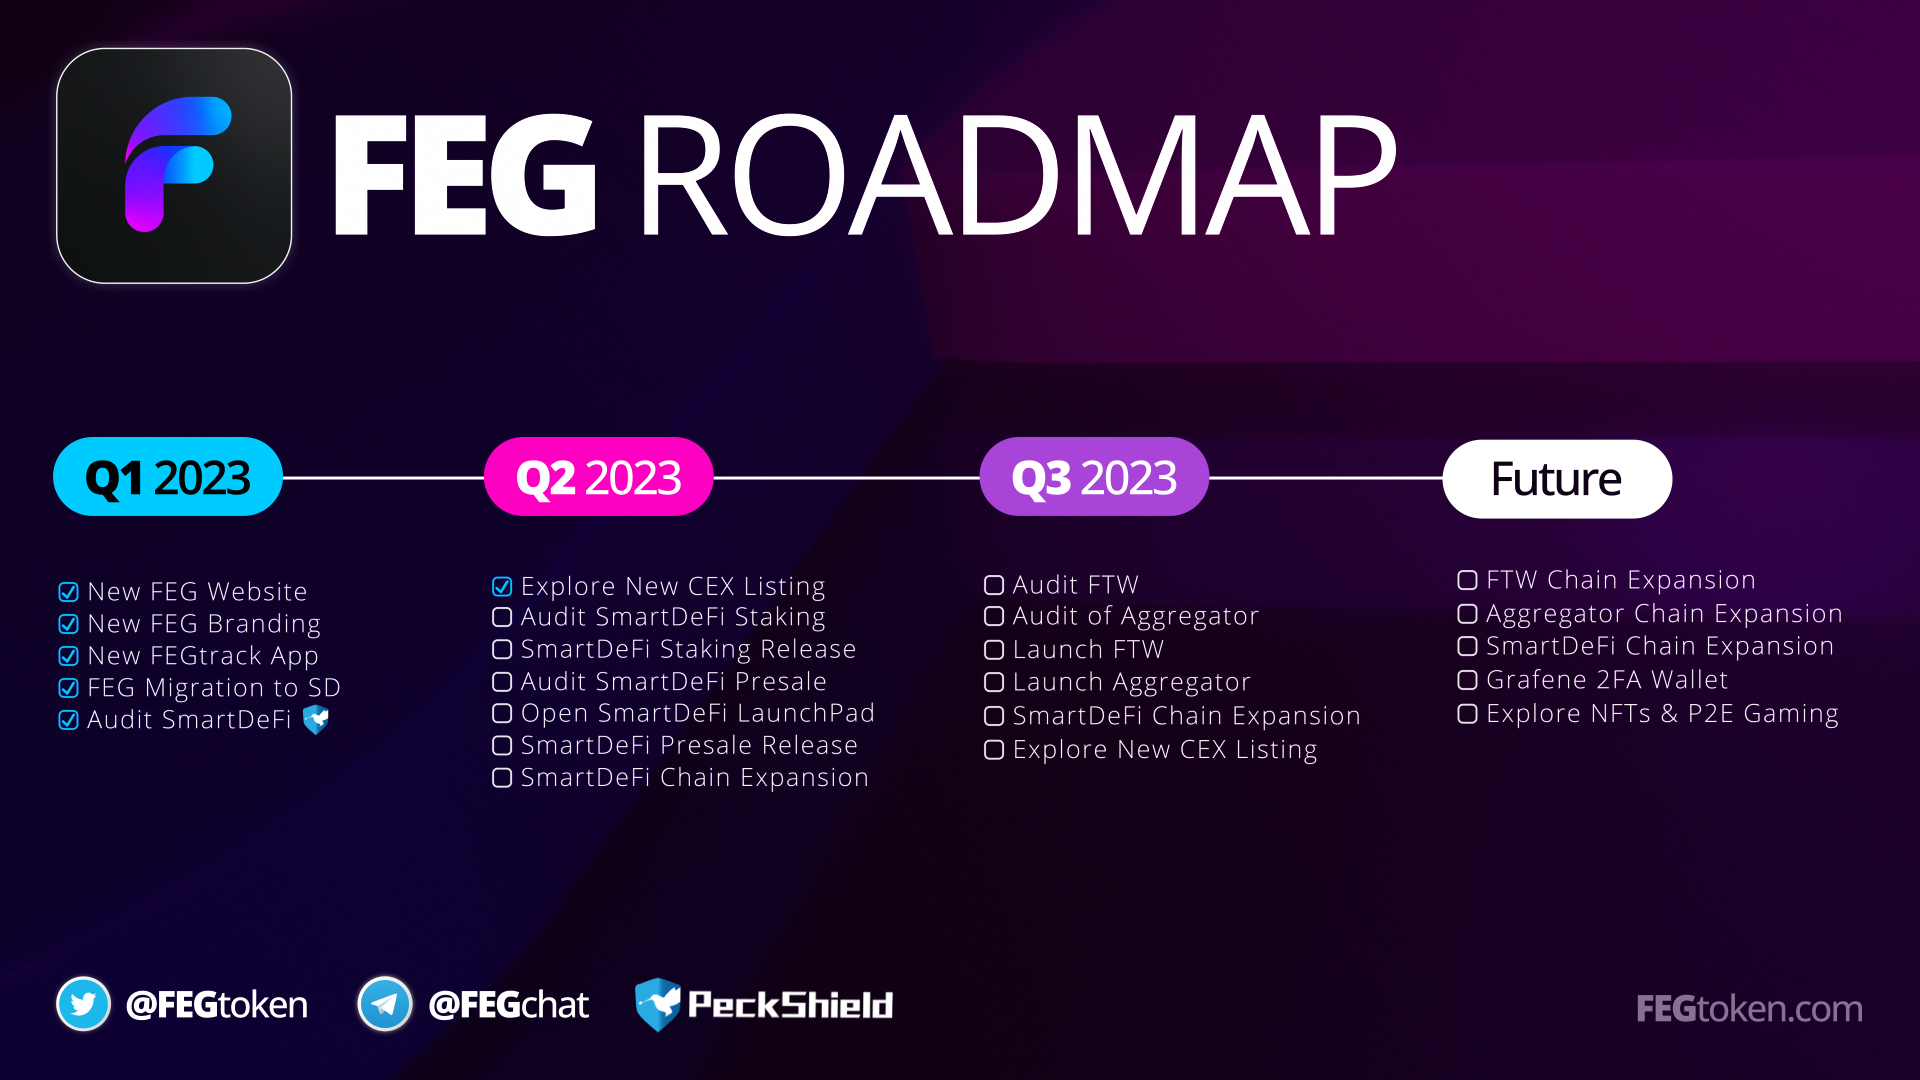 FEG ROADMAP
Q1 2023
New FEG Website
New FEG Branding
New FEGtrack App
FEG Migration to SD
Audit SmartDeFi
Q2 2023
Explore New CEX Listing
Audit SmartDeFi Staking
SmartDeFi Staking Release
Audit SmartDeFi Presale
Open SmartDeFi LaunchPad
SmartDeFi Presale Release
SmartDeFi Chain Expansion
Q3 2023
Audit FTW
Audit of Aggregator
Launch FTW
Launch Aggregator
SmartDeFi Chain Expansion
Explore New CEX Listing
Future
FTW Chain Expansion
Aggregator Chain Expansion
SmartDeFi Chain Expansion
Grafene 2FA Wallet
Explore NFTs & P2E Gaming
@FEGtoken
@FEGchat
PeckShield
FEGtoken.com